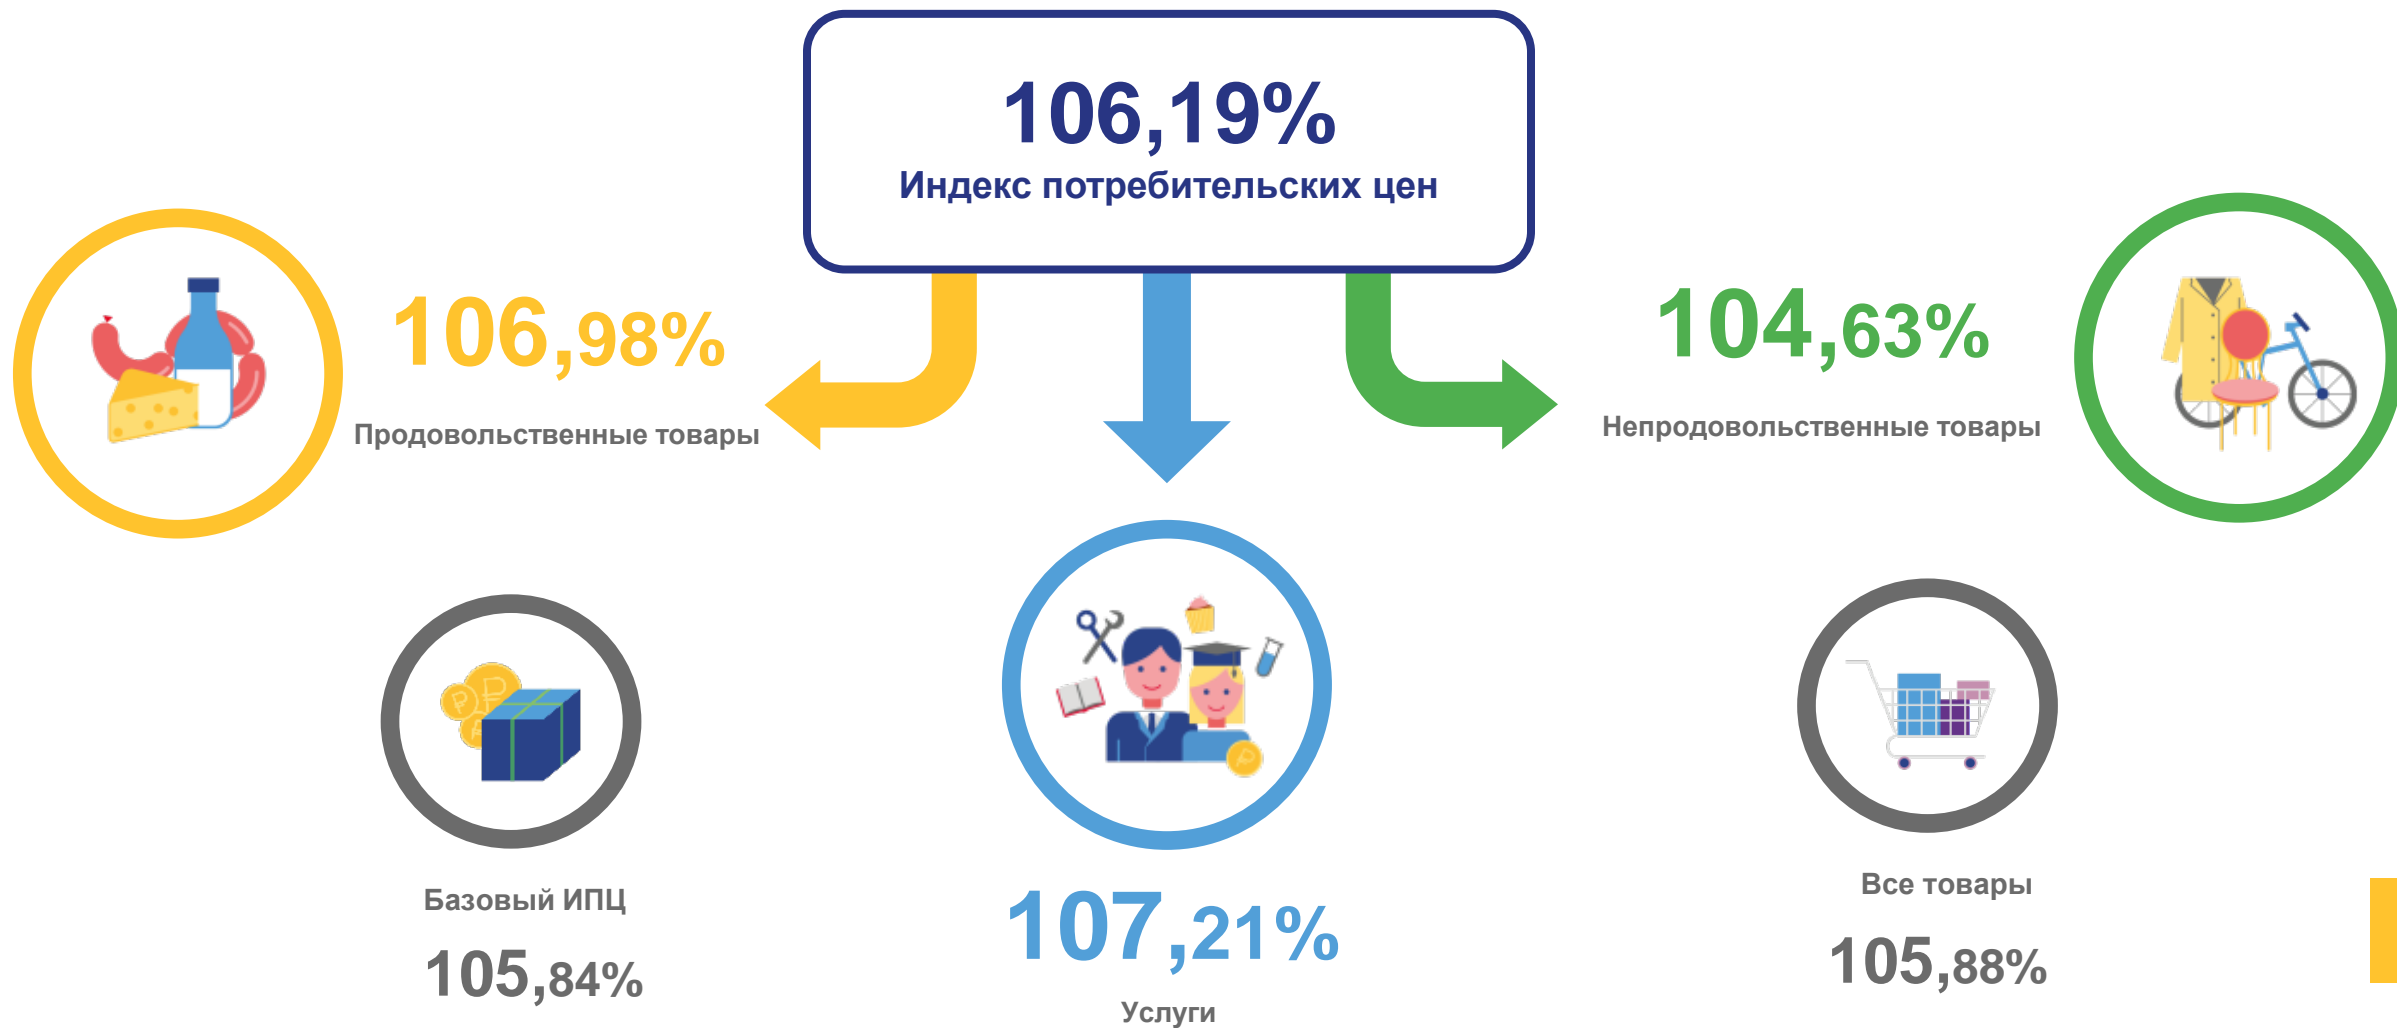 106,19%
Индекс потребительских цен
106,98%
Продовольственные товары
104,63%
Непродовольственные товары
Базовый ИПЦ
105,84%
107,21%
Услуги
Все товары
105,88%